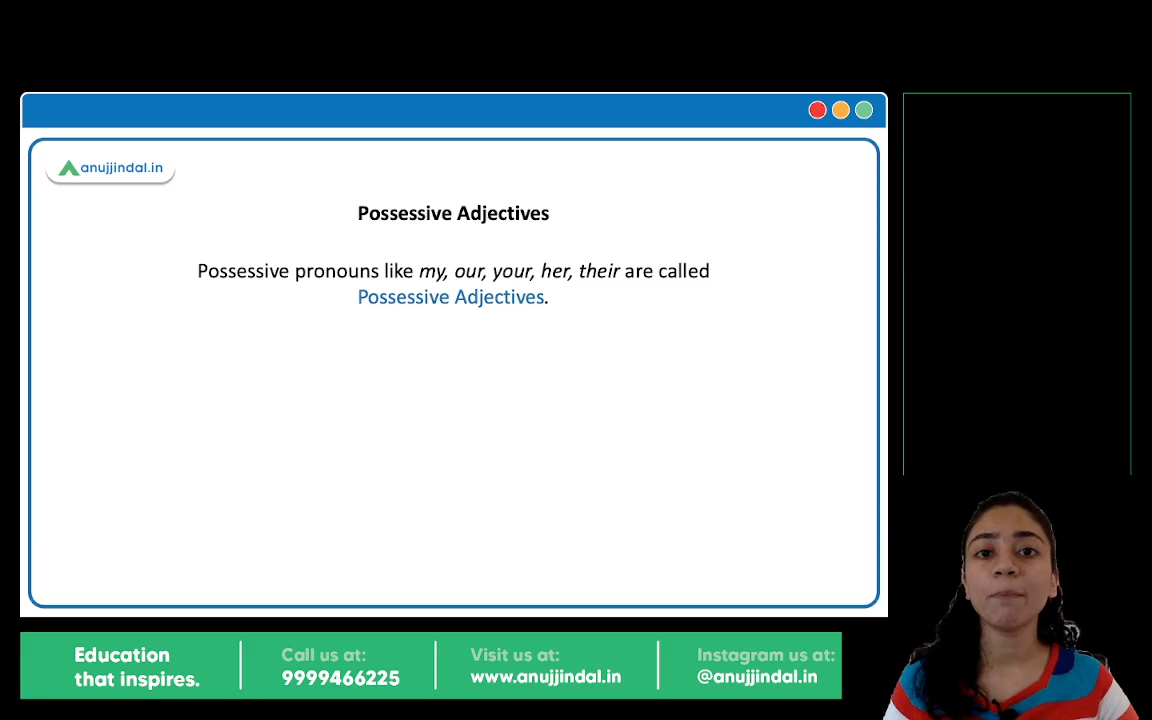 anujjindal.in
Possessive Adjectives
Possessive pronouns like my, our, your, her, their are called
Possessive Adjectives.
Education
that inspires.
Call us at:
9999466225
Visit us at:
www.anujjindal.in
Instagram us at:
@anujjindal.in